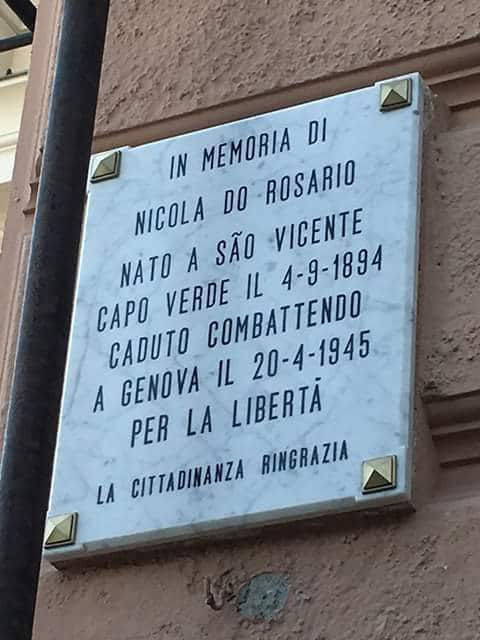 IN MEMORIA DI
NICOLA DO ROSARIO
NATO A SÃO VICENTE
CAPO VERDE IL 4-9-1894
CADUTO COMBATTENDO
A GENOVA IL 20-4-1945
PER LA LIBERTÃ
LA CITTADINANZA RINGRAZIA